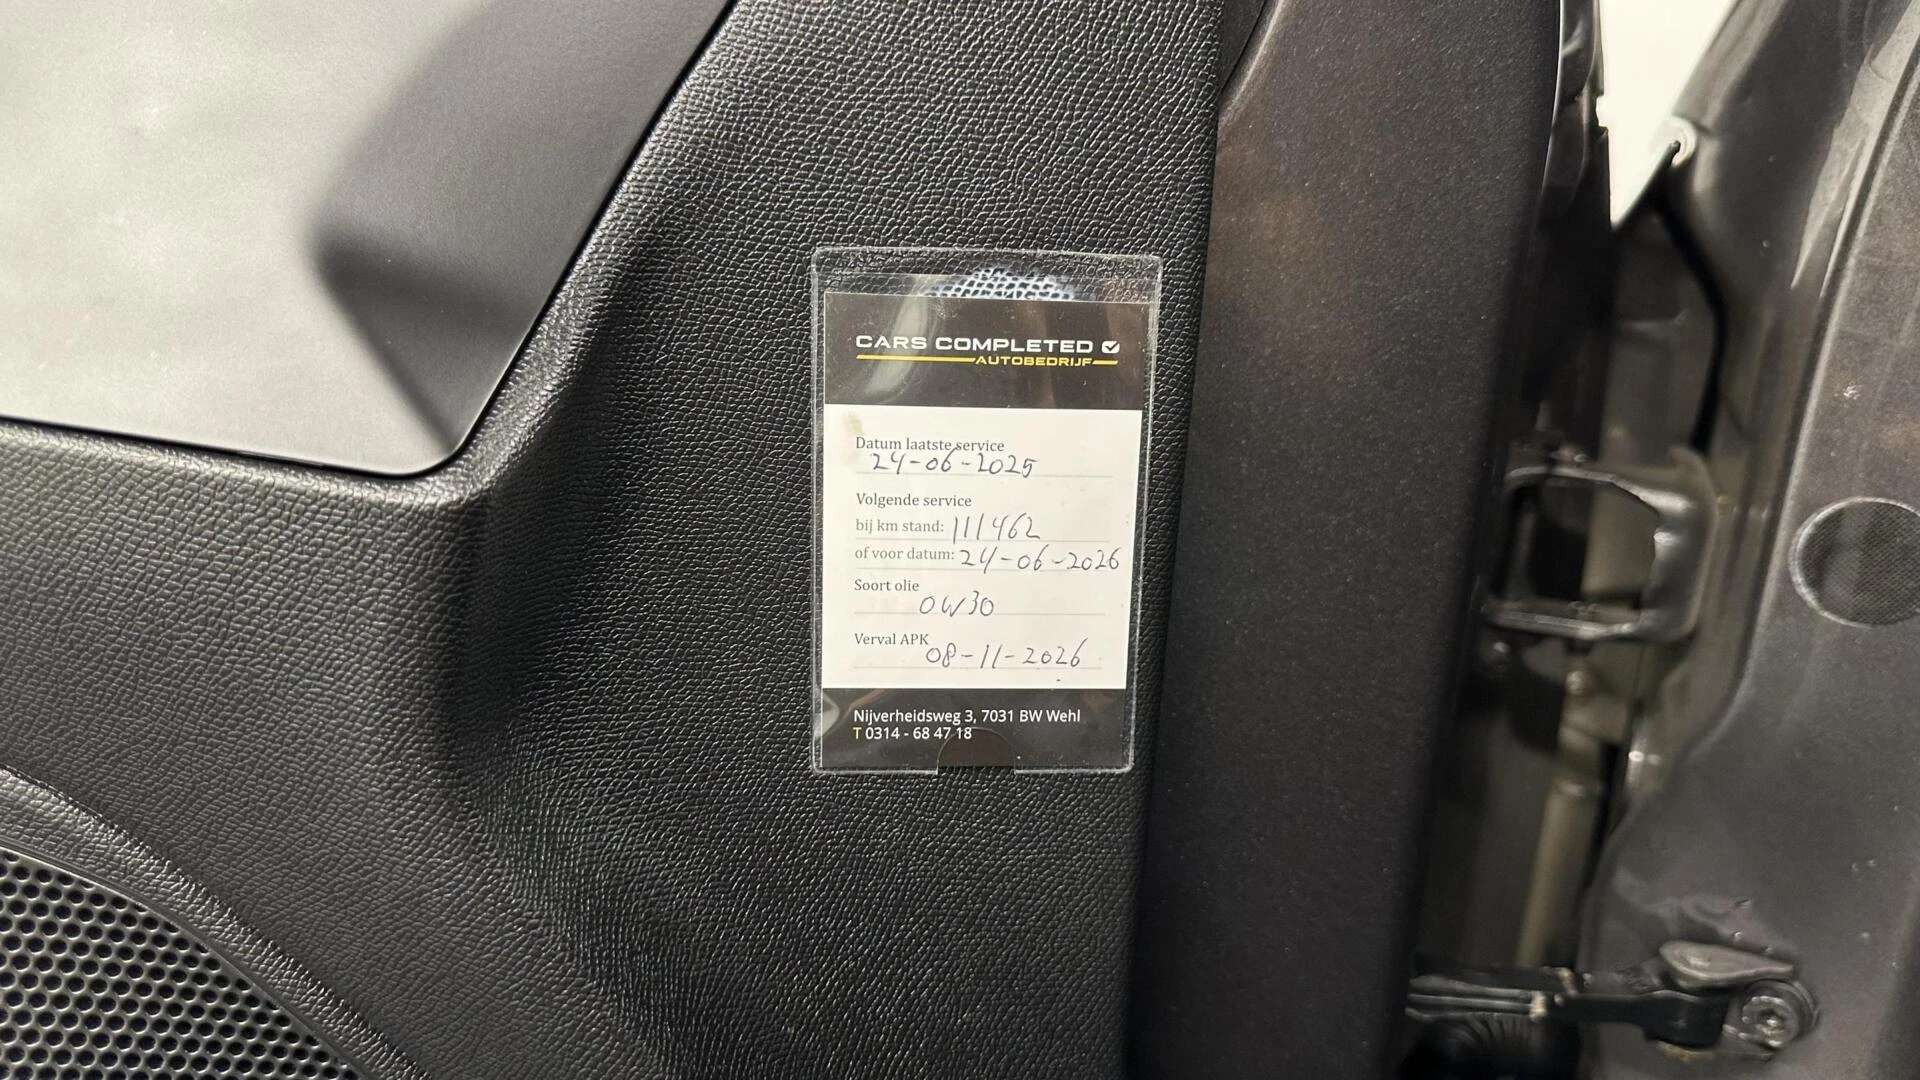 CARS COMPLETED
AUTOBEDRIJF
Datum laatste service
24-06-2025
Volgende service
bij km stand: 111462
of voor datum: 24-06-2026
Soort olie
0W30
Verval APK
08-11-2026
Nijverheidsweg 3, 7031 BW Wehl
T 0314 - 68 47 18